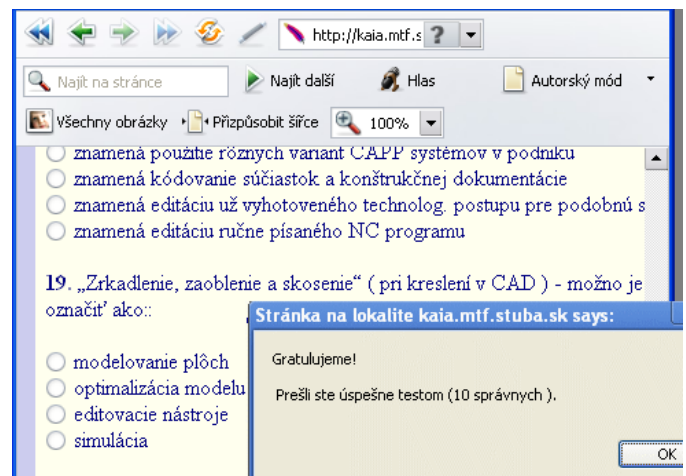 http://kaia.mtf.s ?
Najít na stránce Najít další Hlas Autorský mód
Všechny obrázky Přizpůsobit šířce 100%
znamená použitie rôznych variant CAPP systémov v podniku
znamená kódovanie súčiastok a konštrukčnej dokumentácie
znamená editáciu už vyhotoveného technolog. postupu pre podobnú s
znamená editáciu ručne písaného NC programu
19. „Zrkadlenie, zaoblenie a skosenie“ ( pri kreslení v CAD ) - možno je
označiť ako::
modelovanie plôch
optimalizácia modelu
editovacie nástroje
simulácia
Stránka na lokalite kaia.mtf.stuba.sk says:
Gratulujeme!
Prešli ste úspešne testom (10 správnych ).
OK